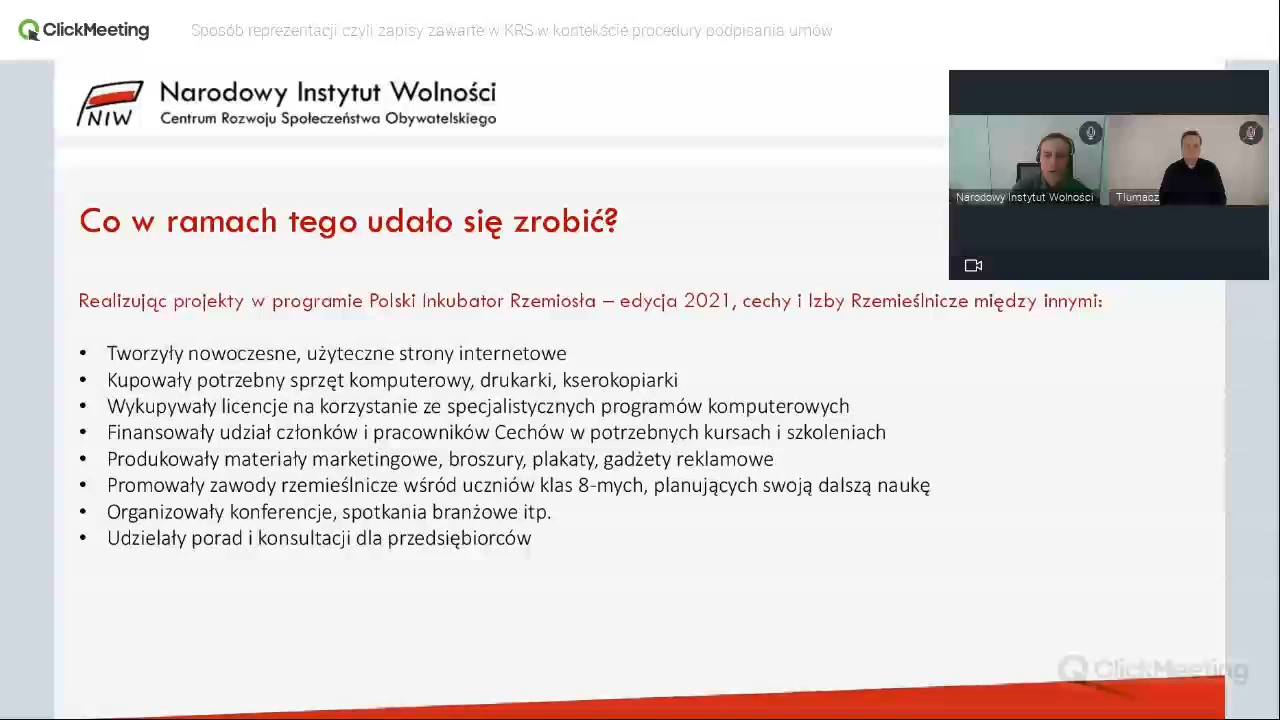 ClickMeeting
Sposób reprezentacji czyli zapisy zawarte w KRS w kontekście procedury podpisania umów
NIW
Narodowy Instytut Wolności
Centrum Rozwoju Społeczeństwa Obywatelskiego
Narodowy Instytut Wolności
Tłumacz
Co w ramach tego udało się zrobić?
Realizując projekty w programie Polski Inkubator Rzemiosła – edycja 2021, cechy i Izby Rzemieślnicze między innymi:
• Tworzyły nowoczesne, użyteczne strony internetowe
• Kupowały potrzebny sprzęt komputerowy, drukarki, kserokopiarki
• Wykupywały licencje na korzystanie ze specjalistycznych programów komputerowych
• Finansowały udział członków i pracowników Cechów w potrzebnych kursach i szkoleniach
• Produkowały materiały marketingowe, broszury, plakaty, gadżety reklamowe
• Promowały zawody rzemieślnicze wśród uczniów klas 8-mych, planujących swoją dalszą naukę
• Organizowały konferencje, spotkania branżowe itp.
• Udzielały porad i konsultacji dla przedsiębiorców
ClickMeeting